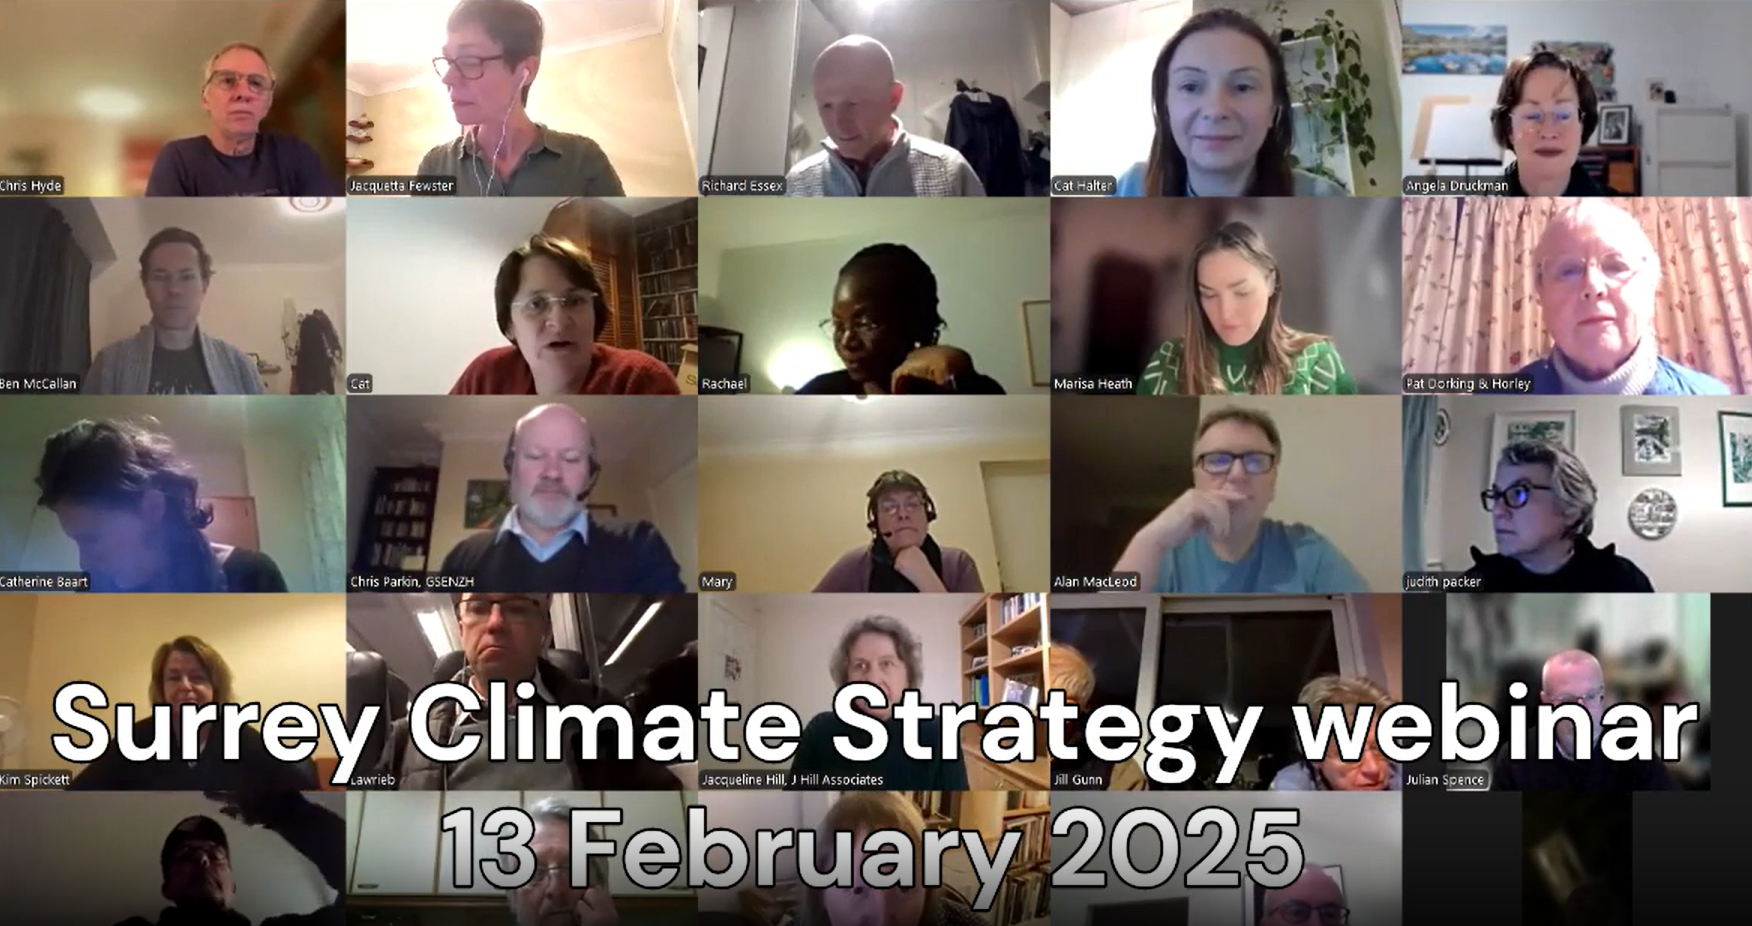 Chris Hyde
Jacquetta Fewster
Richard Essex
Cat Halter
Angela Druckman
Ben McCallan
Cat
Rachael
Marisa Heath
Pat Dorking & Horley
Catherine Baart
Chris Parkin, GSENZH
Mary
Alan MacLeod
judith packer
Surrey Climate Strategy webinar
Kim Spickett
Lawrieb
Jacqueline Hill, J Hill Associates
Jill Gunn
Julian Spence
13 February 2025